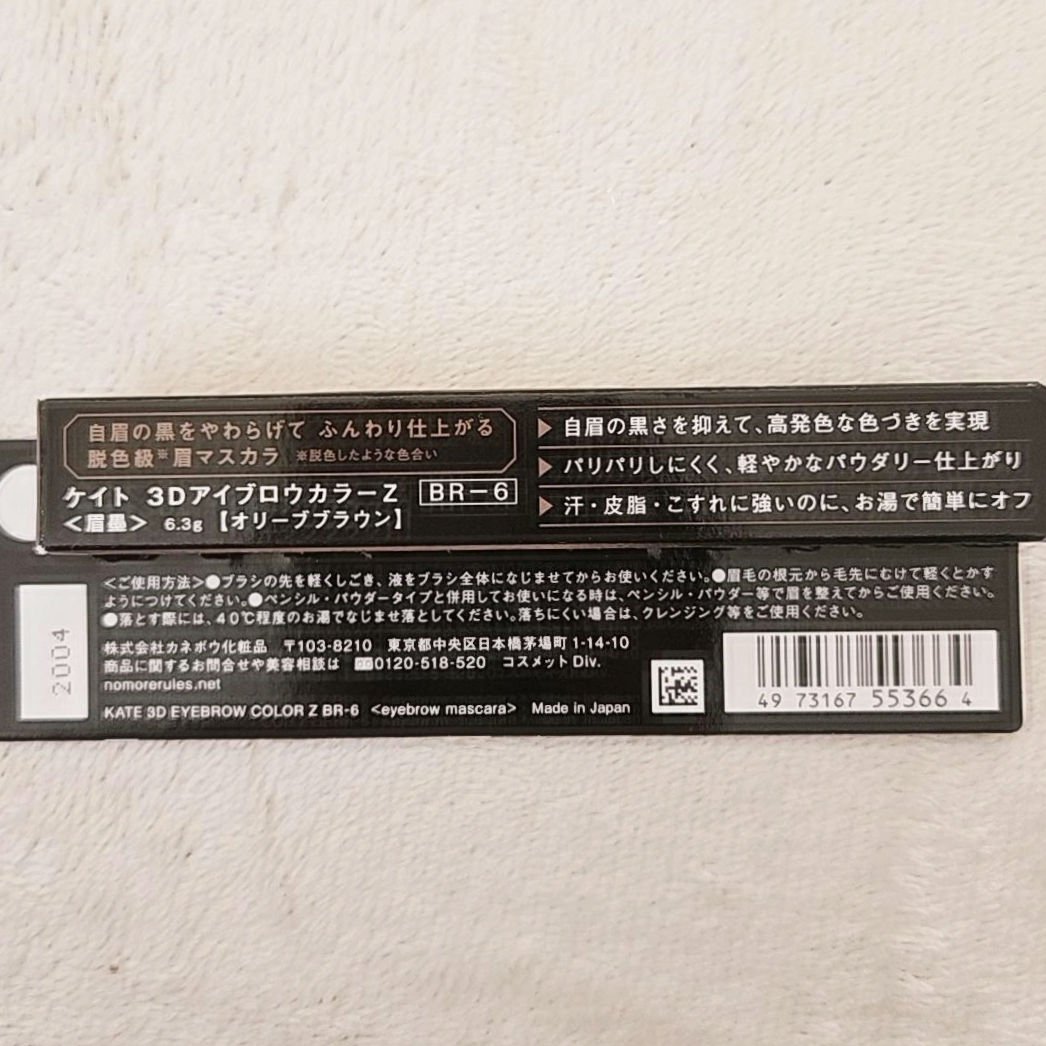 自眉の黒をやわらげて ふんわり仕上がる
脱色級※眉マスカラ ※脱色したような色合い
ケイト 3DアイブロウカラーZ BR-6
<眉墨> 6.3g 【オリーブブラウン】
自眉の黒さを抑えて、高発色な色づきを実現
パリパリしにくく、軽やかなパウダリー仕上がり
汗・皮脂・こすれに強いのに、お湯で簡単にオフ
<ご使用方法>●ブラシの先を軽くしごき、液をブラシ全体になじませてからお使いください。●眉毛の根元から毛先にむけて軽くとかす
ようにつけてください。●ペンシル・パウダータイプと併用してお使いになる時は、ペンシル・パウダー等で眉を整えてからご使用ください。
●落とす際には、40℃程度のお湯でなじませ落としてください。落ちにくい場合は、クレンジング等をご使用ください。
株式会社カネボウ化粧品 〒103-8210 東京都中央区日本橋茅場町1-14-10
商品に関するお問合せや美容相談は 0120-518-520 コスメットDiv.
nomorerules.net
KATE 3D EYEBROW COLOR Z BR-6 <eyebrow mascara> Made in Japan
2004
49 73167 55366 4